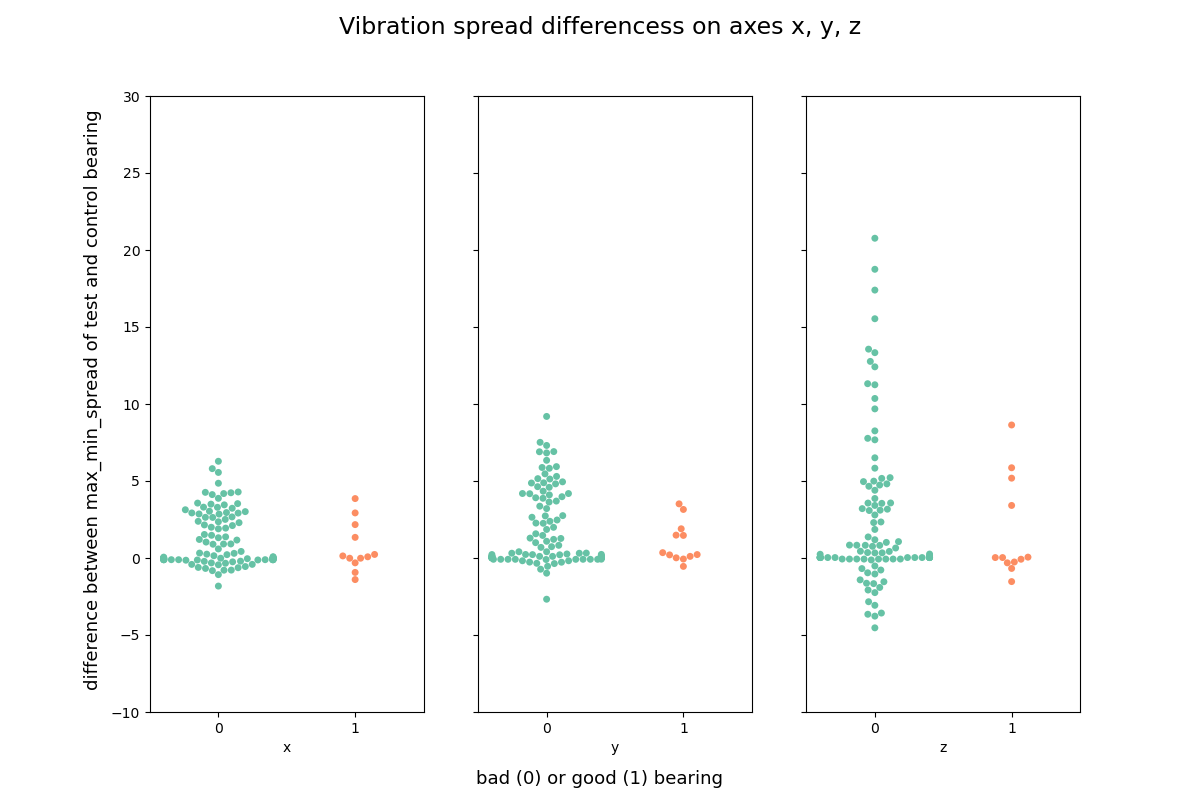 Vibration spread differencess on axes x, y, z
difference between max_min_spread of test and control bearing
30
25
20
15
10
5
0
−5
−10
0 1
x
0 1
y
0 1
z
bad (0) or good (1) bearing